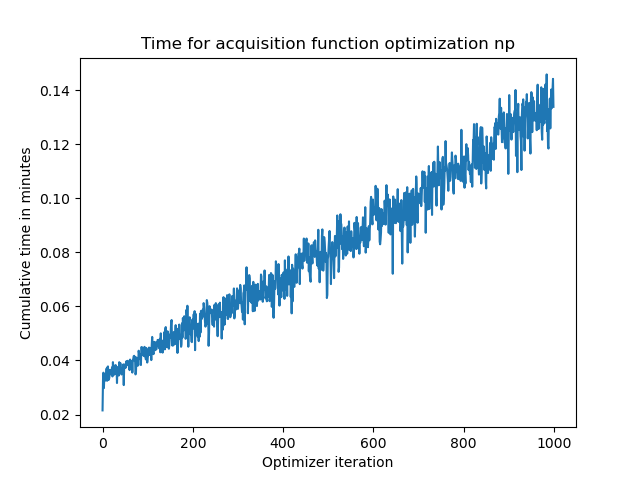 Time for acquisition function optimization np
Cumulative time in minutes
0.14
0.12
0.10
0.08
0.06
0.04
0.02
0 200 400 600 800 1000
Optimizer iteration